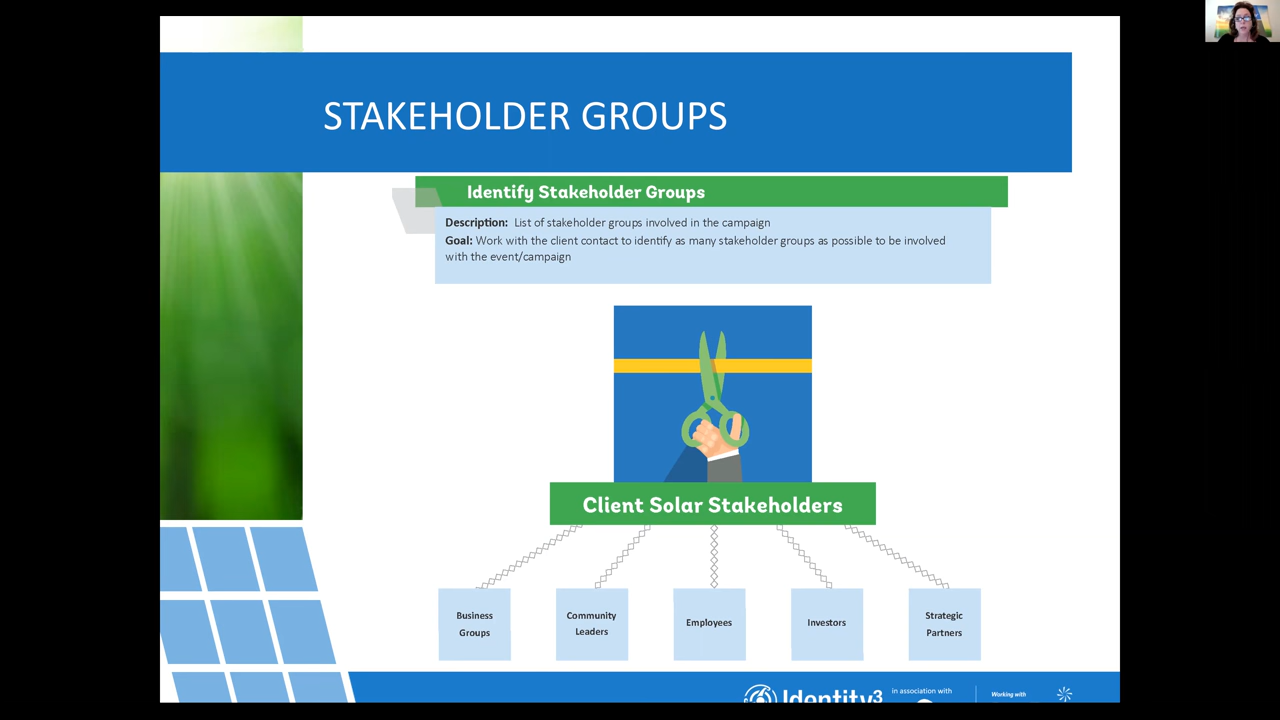 STAKEHOLDER GROUPS
Identify Stakeholder Groups
Description: List of stakeholder groups involved in the campaign
Goal: Work with the client contact to identify as many stakeholder groups as possible to be involved
with the event/campaign
Client Solar Stakeholders
Business
Groups
Community
Leaders
Employees
Investors
Strategic
Partners
Identity3
in association with
Working with